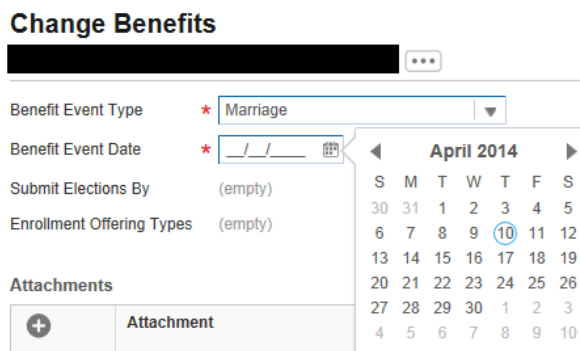 Change Benefits
Benefit Event Type * Marriage
Benefit Event Date * __/__/____
Submit Elections By (empty)
Enrollment Offering Types (empty)
April 2014
S M T W T F S
30 31 1 2 3 4 5
6 7 8 9 10 11 12
13 14 15 16 17 18 19
20 21 22 23 24 25 26
27 28 29 30 1 2 3
4 5 6 7 8 9 10
Attachments
Attachment